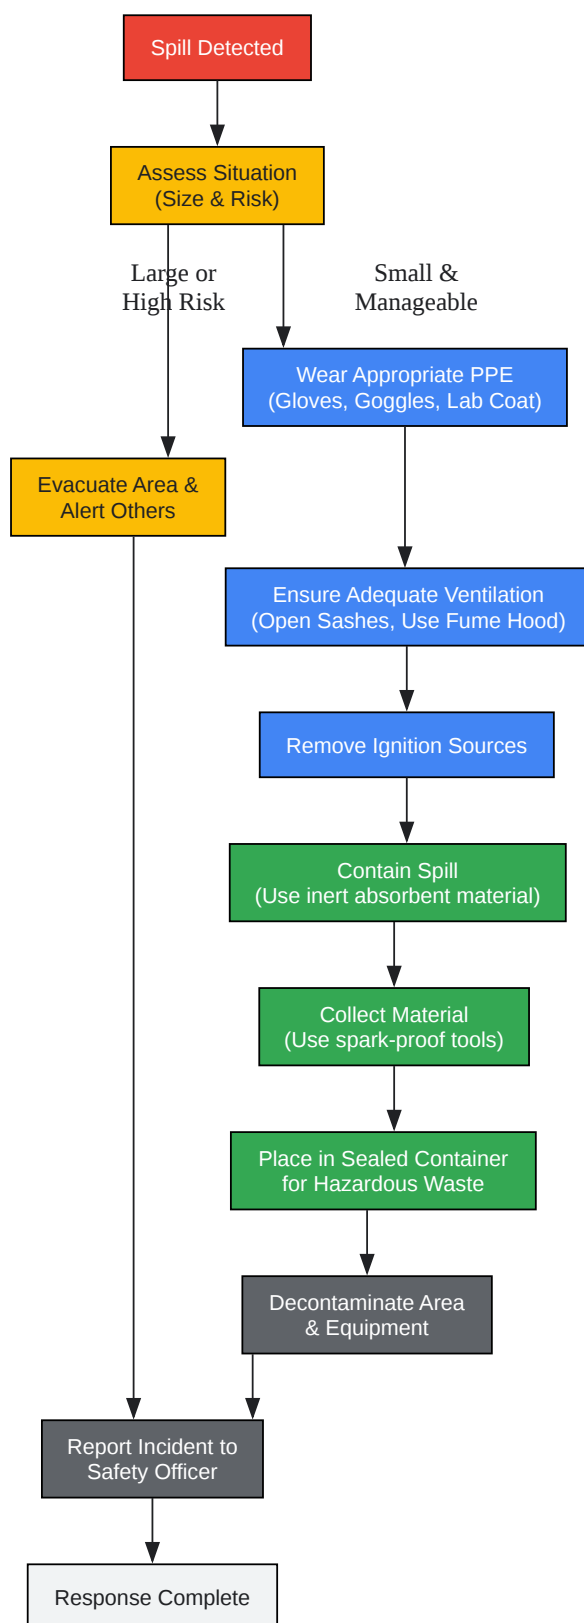 Spill Detected
Assess Situation
(Size & Risk)
Large or
High Risk
Small &
Manageable
Wear Appropriate PPE
(Gloves, Goggles, Lab Coat)
Evacuate Area &
Alert Others
Ensure Adequate Ventilation
(Open Sashes, Use Fume Hood)
Remove Ignition Sources
Contain Spill
(Use inert absorbent material)
Collect Material
(Use spark-proof tools)
Place in Sealed Container
for Hazardous Waste
Decontaminate Area
& Equipment
Report Incident to
Safety Officer
Response Complete